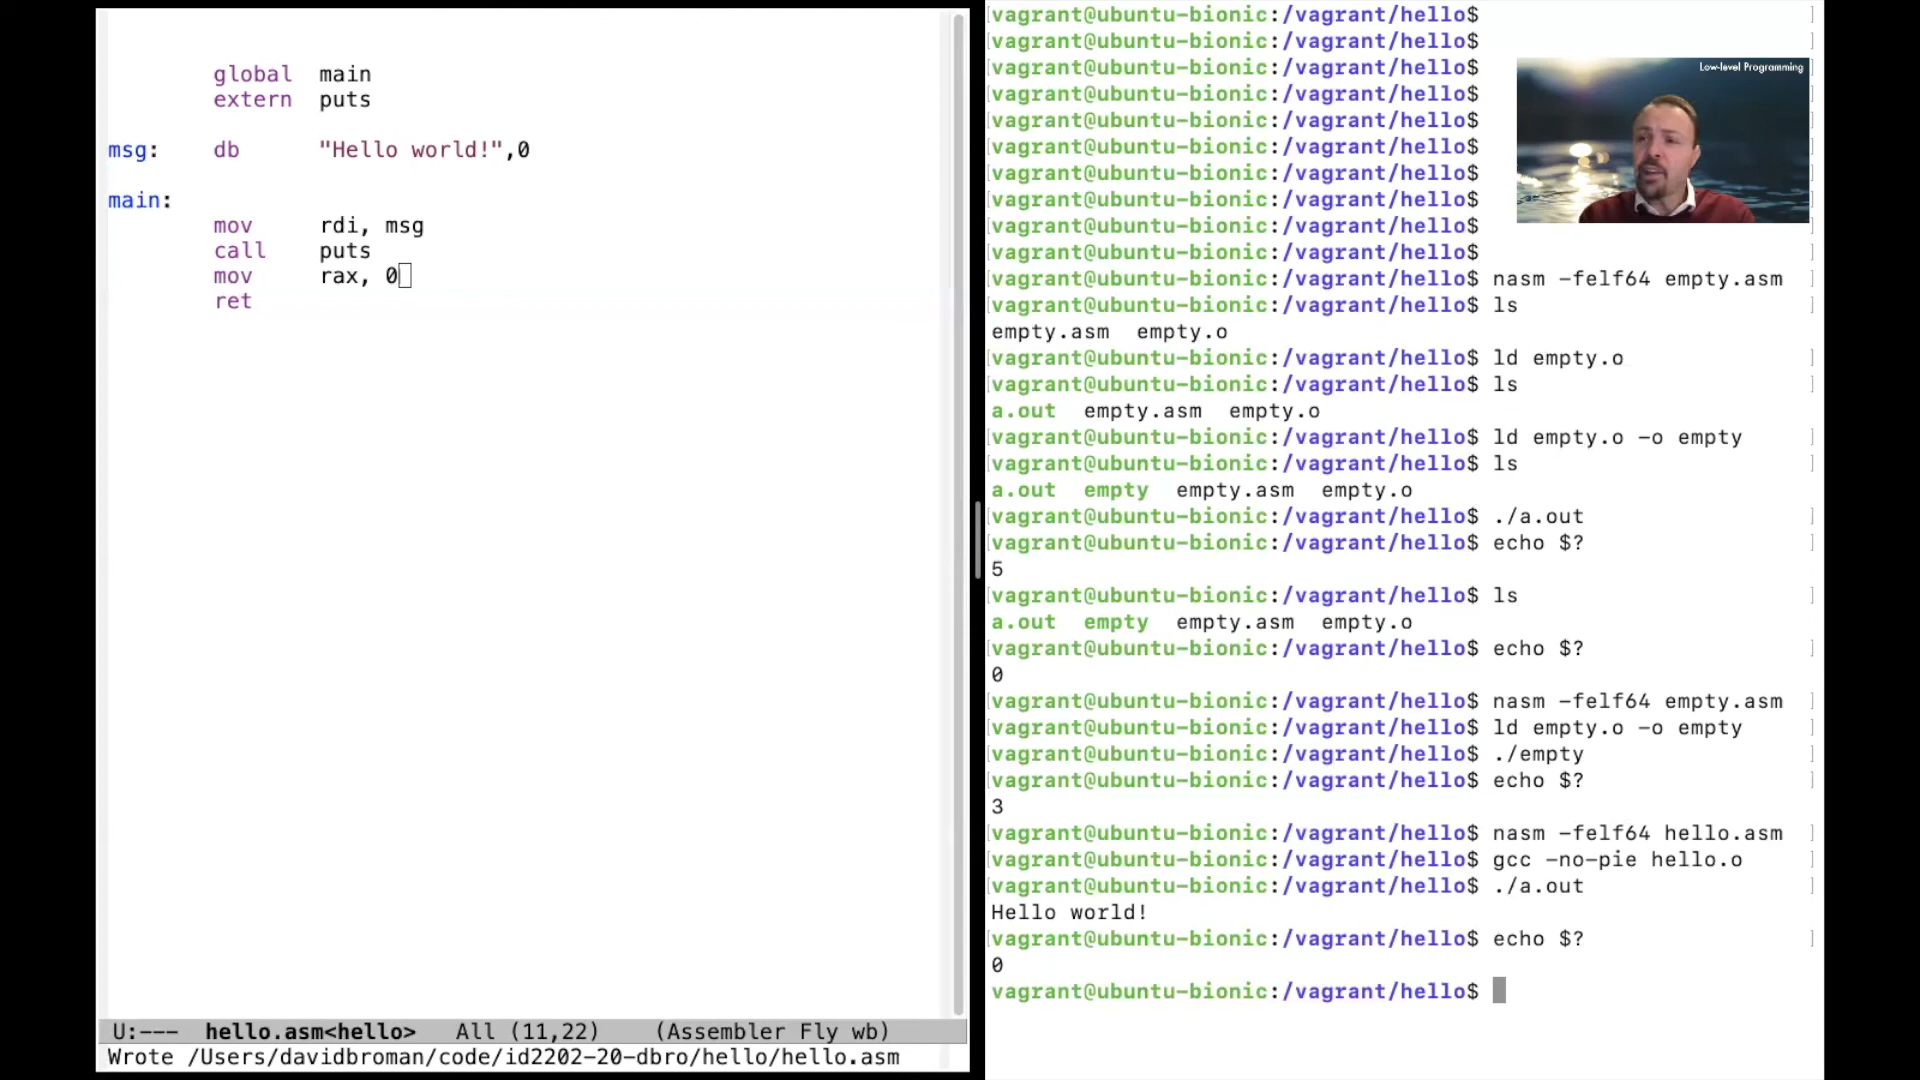 global main
extern puts
msg: db "Hello world!",0
main:
mov rdi, msg
call puts
mov rax, 0
ret
U:--- hello.asm<hello> All (11,22) (Assembler Fly wb)
Wrote /Users/davidbroman/code/id2202-20-dbro/hello/hello.asm
vagrant@ubuntu-bionic:/vagrant/hello$
vagrant@ubuntu-bionic:/vagrant/hello$
vagrant@ubuntu-bionic:/vagrant/hello$
Low-level Programming
vagrant@ubuntu-bionic:/vagrant/hello$
vagrant@ubuntu-bionic:/vagrant/hello$
vagrant@ubuntu-bionic:/vagrant/hello$
vagrant@ubuntu-bionic:/vagrant/hello$
vagrant@ubuntu-bionic:/vagrant/hello$
vagrant@ubuntu-bionic:/vagrant/hello$
vagrant@ubuntu-bionic:/vagrant/hello$
vagrant@ubuntu-bionic:/vagrant/hello$ nasm -felf64 empty.asm
vagrant@ubuntu-bionic:/vagrant/hello$ ls
empty.asm empty.o
vagrant@ubuntu-bionic:/vagrant/hello$ ld empty.o
vagrant@ubuntu-bionic:/vagrant/hello$ ls
a.out empty.asm empty.o
vagrant@ubuntu-bionic:/vagrant/hello$ ld empty.o -o empty
vagrant@ubuntu-bionic:/vagrant/hello$ ls
a.out empty empty.asm empty.o
vagrant@ubuntu-bionic:/vagrant/hello$ ./a.out
vagrant@ubuntu-bionic:/vagrant/hello$ echo $?
5
vagrant@ubuntu-bionic:/vagrant/hello$ ls
a.out empty empty.asm empty.o
vagrant@ubuntu-bionic:/vagrant/hello$ echo $?
0
vagrant@ubuntu-bionic:/vagrant/hello$ nasm -felf64 empty.asm
vagrant@ubuntu-bionic:/vagrant/hello$ ld empty.o -o empty
vagrant@ubuntu-bionic:/vagrant/hello$ ./empty
vagrant@ubuntu-bionic:/vagrant/hello$ echo $?
3
vagrant@ubuntu-bionic:/vagrant/hello$ nasm -felf64 hello.asm
vagrant@ubuntu-bionic:/vagrant/hello$ gcc -no-pie hello.o
vagrant@ubuntu-bionic:/vagrant/hello$ ./a.out
Hello world!
vagrant@ubuntu-bionic:/vagrant/hello$ echo $?
0
vagrant@ubuntu-bionic:/vagrant/hello$